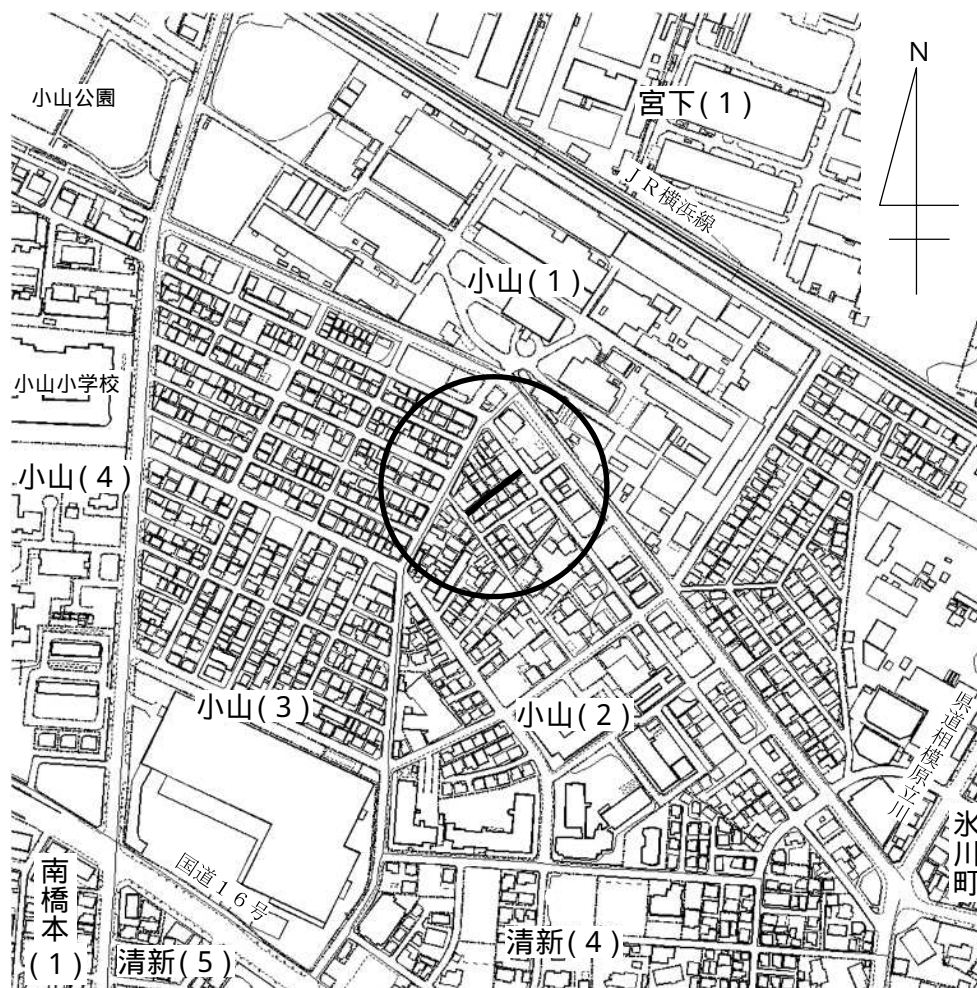 N
小山公園
宮下(1)
JR横浜線
小山(1)
小山小学校
小山(4)
小山(3)
小山(2)
県道相模原立川
氷川町
国道16号
南橋本(1)
清新(5)
清新(4)